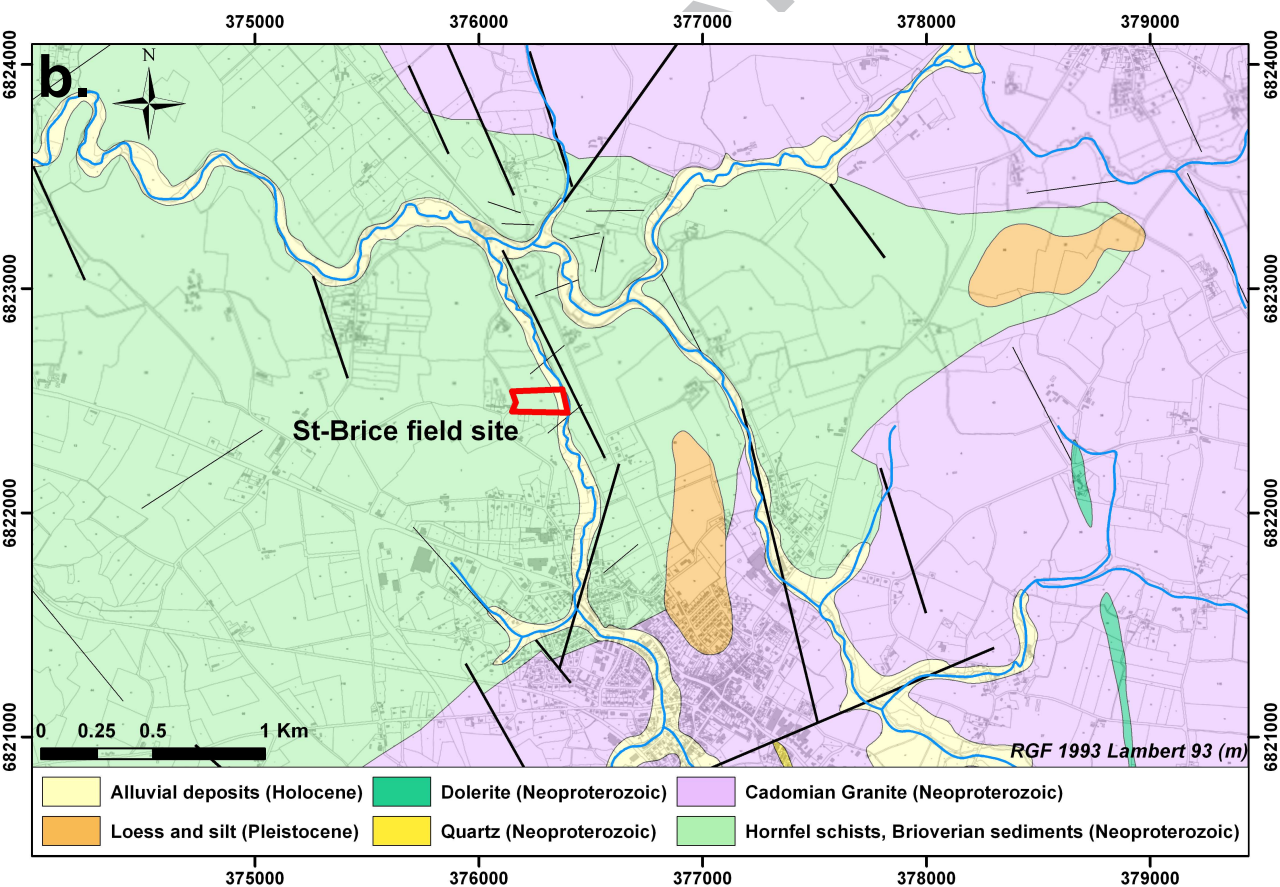 375000 376000 377000 378000 379000
6824000 6824000
b.
N
6823000 6823000
St-Brice field site
6822000 6822000
0 0.25 0.5 1 Km
6821000 6821000
RGF 1993 Lambert 93 (m)
Alluvial deposits (Holocene) Dolerite (Neoproterozoic) Cadomian Granite (Neoproterozoic)
Loess and silt (Pleistocene) Quartz (Neoproterozoic) Hornfel schists, Brioverian sediments (Neoproterozoic)
375000 376000 377000 378000 379000